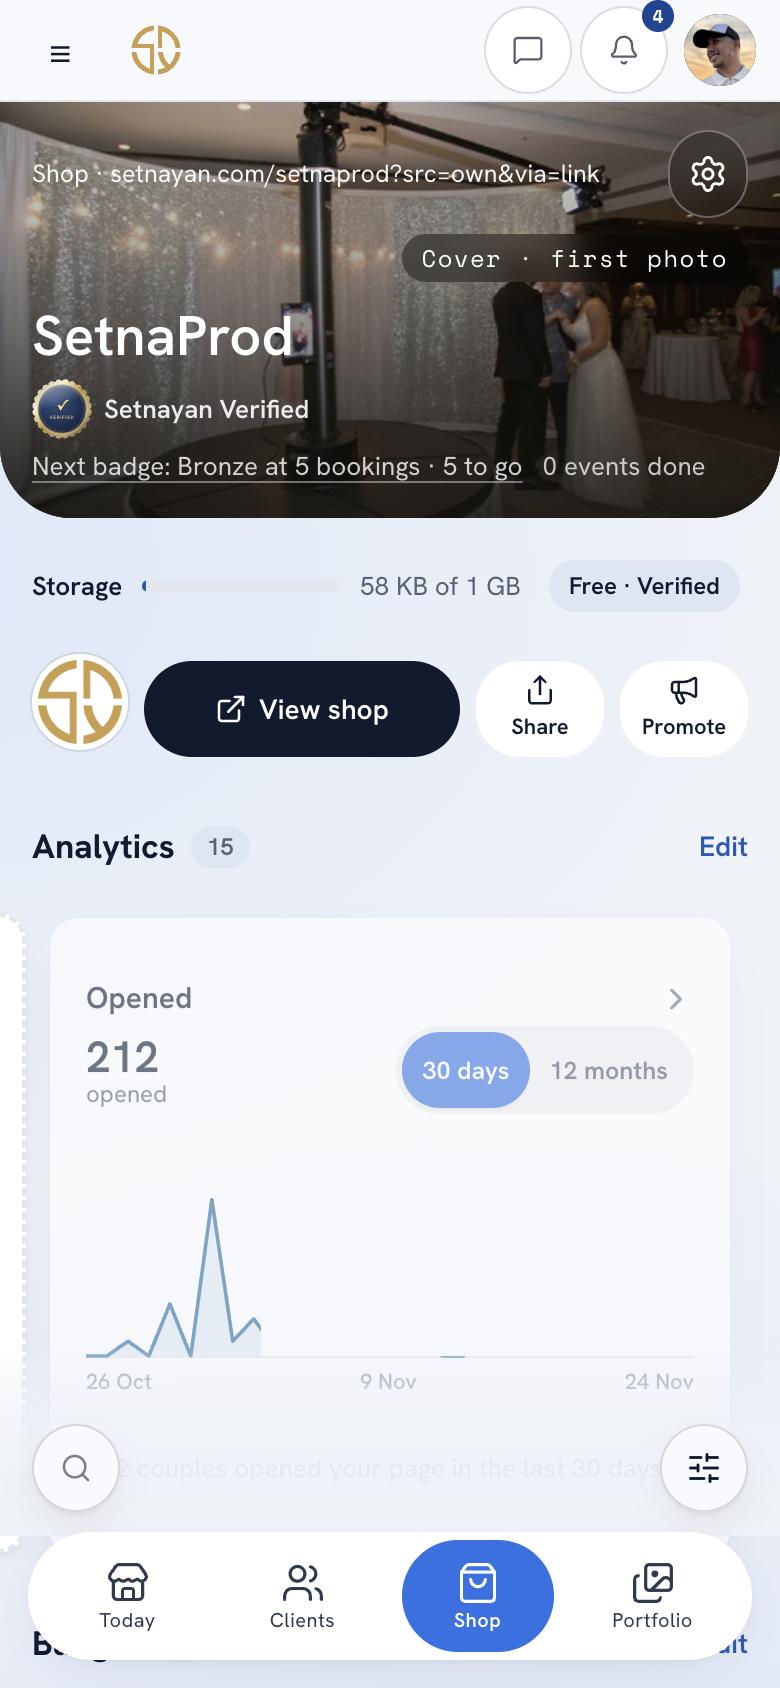 4
Shop · setnayan.com/setnaprod?src=own&via=link
Cover · first photo
SetnaProd
VERIFIED
Setnayan Verified
Next badge: Bronze at 5 bookings · 5 to go 0 events done
Storage 58 KB of 1 GB Free · Verified
View shop
Share
Promote
Analytics 15 Edit
Opened
212
opened
30 days 12 months
26 Oct 9 Nov 24 Nov
couples opened your page in the last 30 days
Today
Clients
Shop
Portfolio